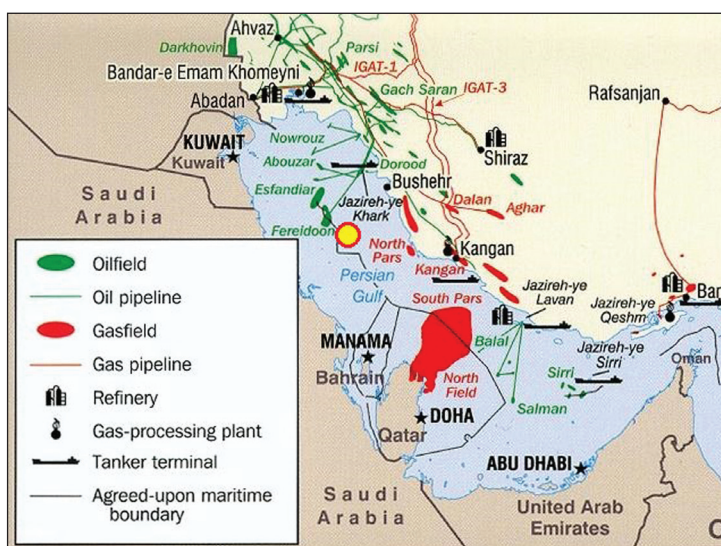 Ahvaz
Darkhovin
Parsi
Bandar-e Emam Khomeyni
IGAT-1
Abadan
Gach Saran
IGAT-3
Rafsanjan
KUWAIT
Kuwait
Nowrouz
Shiraz
Abouzar
Dorood
Saudi
Arabia
Esfandiar
Jazireh-ye
Khark
Bushehr
Dalan
Aghar
Fereidoon
North
Pars
Kangan
Kangan
Persian
Gulf
South Pars
Jazireh-ye
Lavan
Jazireh-ye
Qeshm
Ban
MANAMA
Bahrain
Balal
Jazireh-ye
Sirri
Oman
North
Field
Sirri
Salman
DOHA
Qatar
ABU DHABI
Saudi
Arabia
United Arab
Emirates
O
Oilfield
Oil pipeline
Gasfield
Gas pipeline
Refinery
Gas-processing plant
Tanker terminal
Agreed-upon maritime
boundary